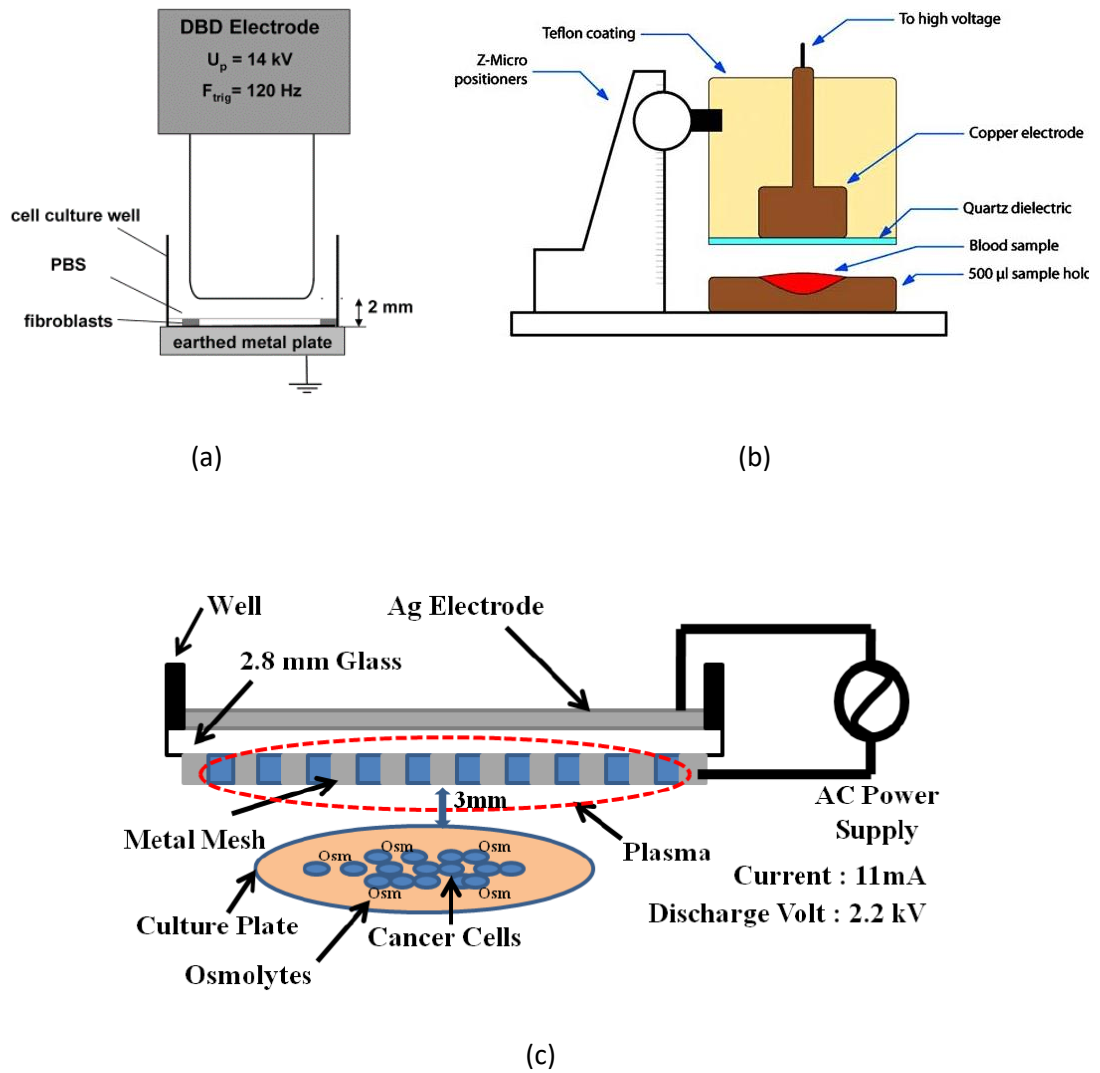 DBD Electrode
Up = 14 kV
Ftrig= 120 Hz
cell culture well
PBS
fibroblasts
2 mm
earthed metal plate
(a)
To high voltage
Teflon coating
Z-Micro
positioners
Copper electrode
Quartz dielectric
Blood sample
500 µl sample hold
(b)
Well
Ag Electrode
2.8 mm Glass
3mm
Metal Mesh
Plasma
AC Power
Supply
Current : 11mA
Discharge Volt : 2.2 kV
Osm
Osm
Osm
Osm
Osm
Culture Plate
Cancer Cells
Osmolytes
(c)